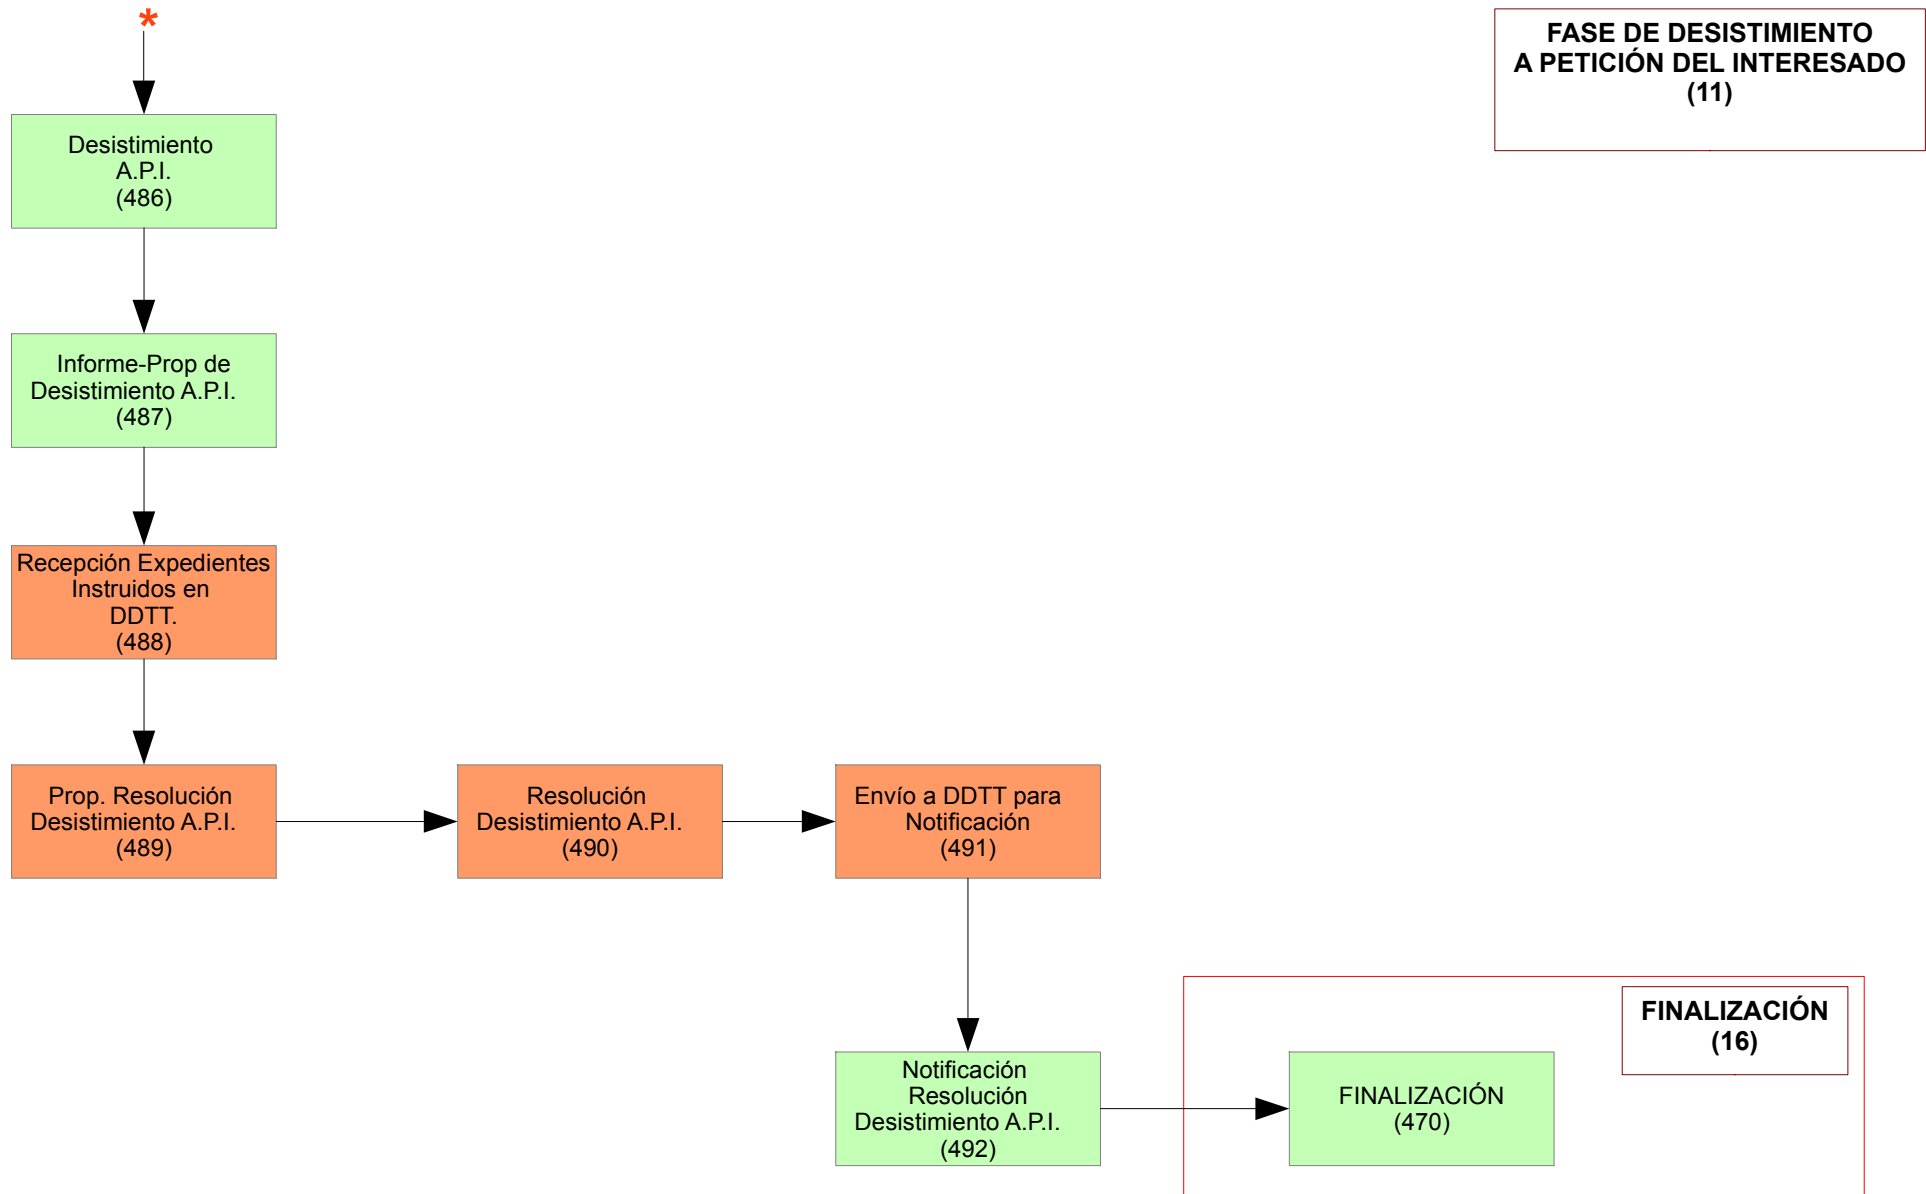 *
FASE DE DESISTIMIENTO
A PETICIÓN DEL INTERESADO
(11)
Desistimiento
A.P.I.
(486)
Informe-Prop de
Desistimiento A.P.I.
(487)
Recepción Expedientes
Instruidos en
DDTT.
(488)
Prop. Resolución
Desistimiento A.P.I.
(489)
Resolución
Desistimiento A.P.I.
(490)
Envío a DDTT para
Notificación
(491)
Notificación
Resolución
Desistimiento A.P.I.
(492)
FINALIZACIÓN
(16)
FINALIZACIÓN
(470)